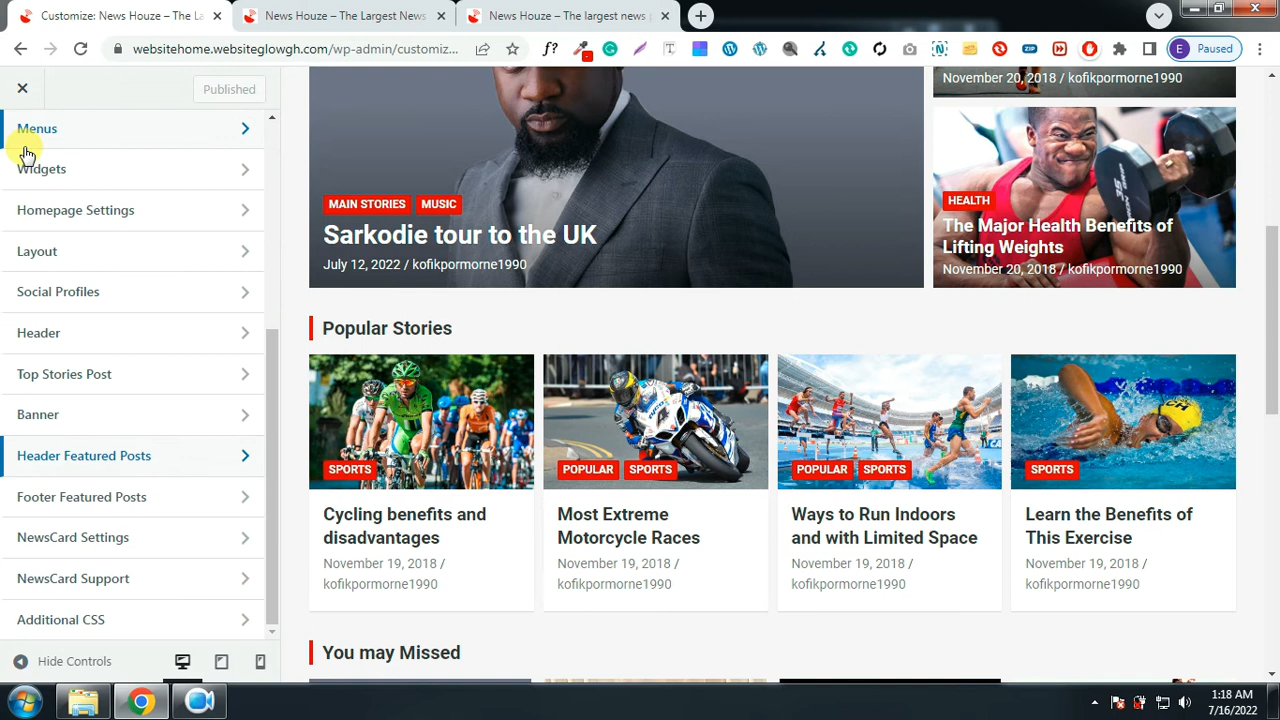 Customize: News Houze – The La
News Houze – The Largest News
News Houze – The largest news
websitehome.websiteglowgh.com/wp-admin/customiz...
f?
T
ZIP
E Paused
Published
November 20, 2018 / kofikpormorne1990
Menus
Widgets
Homepage Settings
Layout
Social Profiles
Header
Top Stories Post
Banner
Header Featured Posts
Footer Featured Posts
NewsCard Settings
NewsCard Support
Additional CSS
Hide Controls
MAIN STORIES MUSIC
Sarkodie tour to the UK
July 12, 2022 / kofikpormorne1990
HEALTH
The Major Health Benefits of
Lifting Weights
November 20, 2018 / kofikpormorne1990
Popular Stories
SPORTS
Cycling benefits and
disadvantages
November 19, 2018 /
kofikpormorne1990
POPULAR SPORTS
Most Extreme
Motorcycle Races
November 19, 2018 /
kofikpormorne1990
POPULAR SPORTS
Ways to Run Indoors
and with Limited Space
November 19, 2018 /
kofikpormorne1990
SPORTS
Learn the Benefits of
This Exercise
November 19, 2018 /
kofikpormorne1990
You may Missed
1:18 AM
7/16/2022